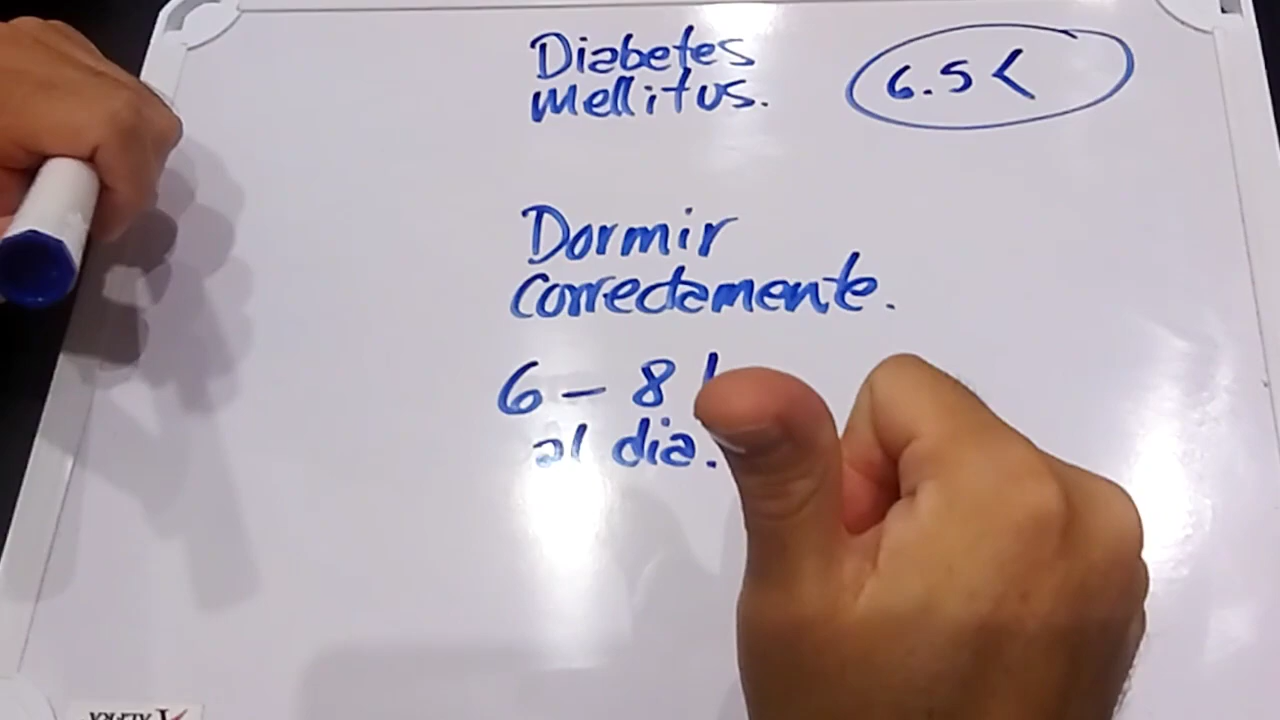 Diabetes
mellitus.
6.5 <
Dormir
correctamente.
6 - 8
al dia.